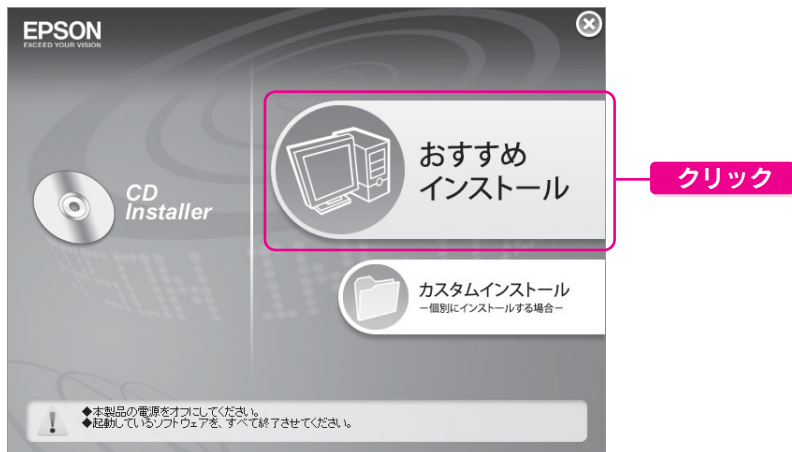 EPSON
EXCEED YOUR VISION
おすすめ
インストール
クリック
CD
Installer
カスタムインストール
－個別にインストールする場合－
◆本製品の電源をオフにしてください。
◆起動しているソフトウェアを、すべて終了させてください。